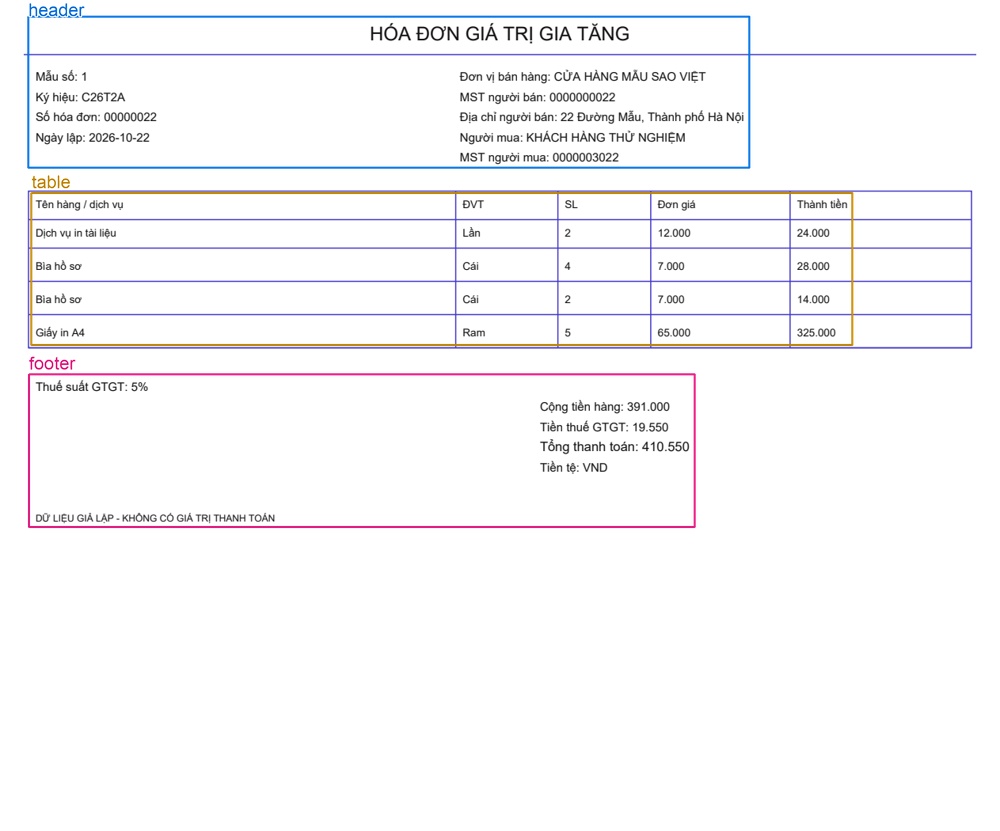 header
HÓA ĐƠN GIÁ TRỊ GIA TĂNG
Mẫu số: 1
Ký hiệu: C26T2A
Số hóa đơn: 00000022
Ngày lập: 2026-10-22
Đơn vị bán hàng: CỬA HÀNG MẪU SAO VIỆT
MST người bán: 0000000022
Địa chỉ người bán: 22 Đường Mẫu, Thành phố Hà Nội
Người mua: KHÁCH HÀNG THỬ NGHIỆM
MST người mua: 0000003022
table
Tên hàng / dịch vụ ĐVT SL Đơn giá Thành tiền
Dịch vụ in tài liệu Lần 2 12.000 24.000
Bìa hồ sơ Cái 4 7.000 28.000
Bìa hồ sơ Cái 2 7.000 14.000
Giấy in A4 Ram 5 65.000 325.000
footer
Thuế suất GTGT: 5%
Cộng tiền hàng: 391.000
Tiền thuế GTGT: 19.550
Tổng thanh toán: 410.550
Tiền tệ: VND
DỮ LIỆU GIẢ LẬP - KHÔNG CÓ GIÁ TRỊ THANH TOÁN